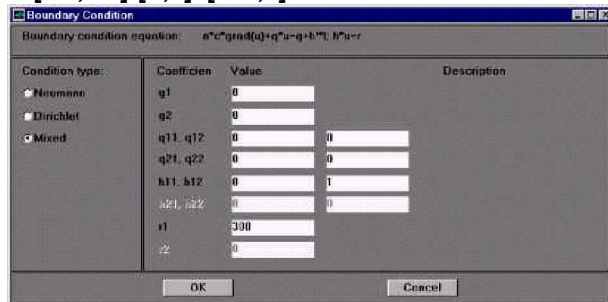 Boundary Condition
Boundary condition equation: n*c*grad(u)+q*u=g+h'*l; h*u=r
Condition type: Coefficien Value Description
Neumann g1 0
Dirichlet g2 0
Mixed q11, q12 0 0
q21, q22 0 0
h11, h12 0 1
h21, h22 0 0
r1 300
r2 0
OK Cancel